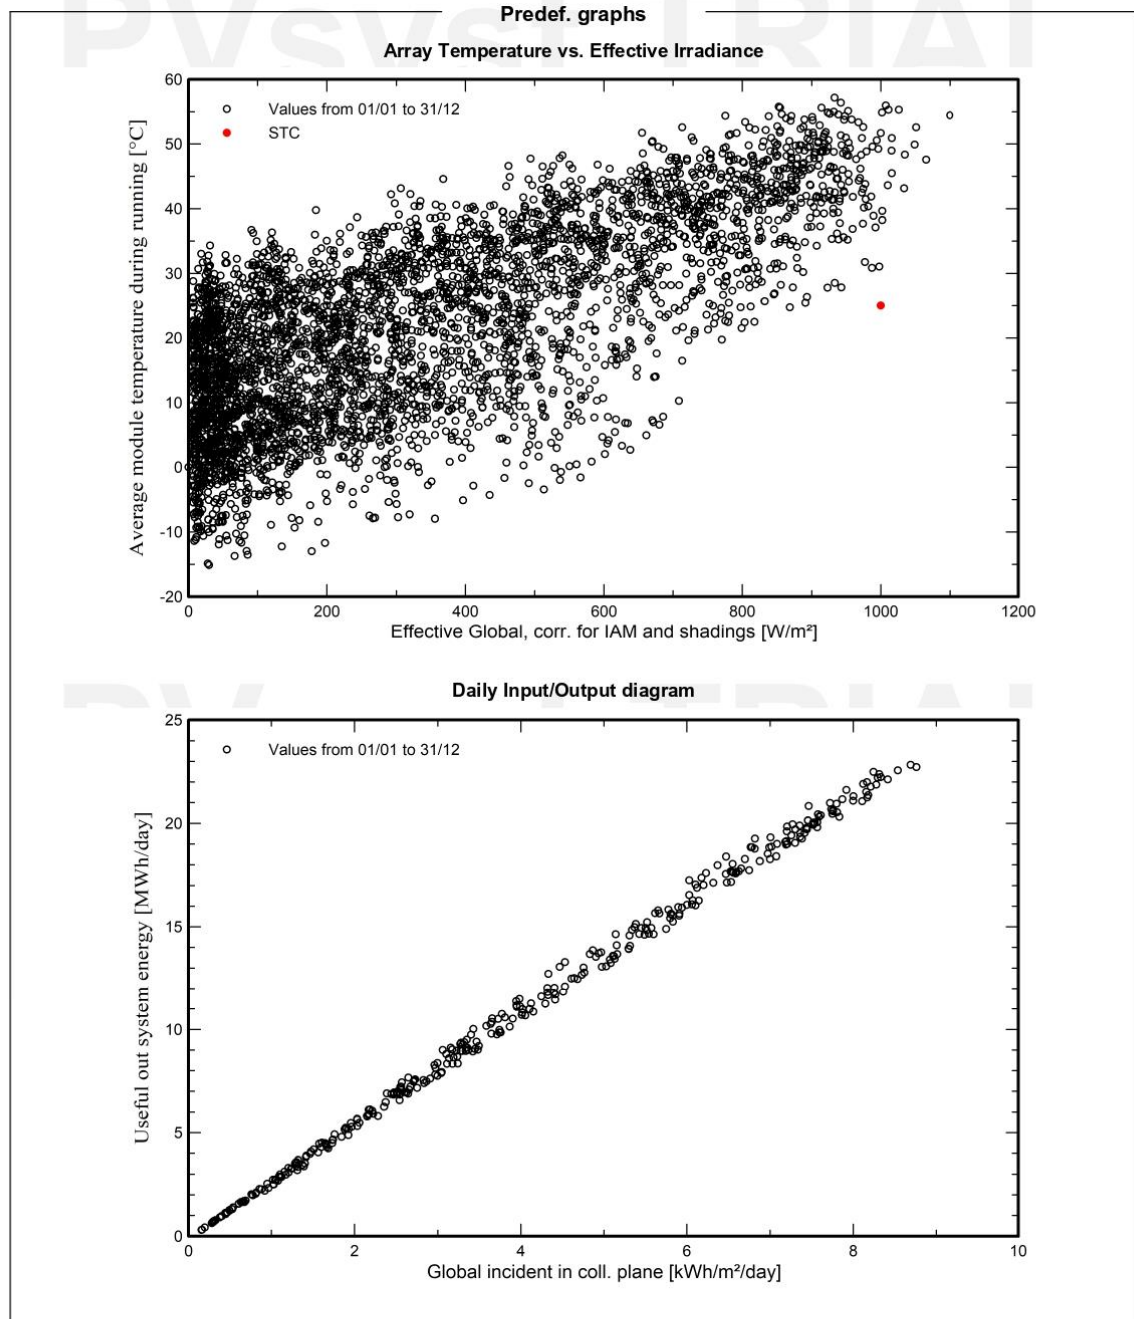 PVsyst TRIAL
Predef. graphs
Array Temperature vs. Effective Irradiance
Values from 01/01 to 31/12
STC
Average module temperature during running [°C]
60
50
40
30
20
10
0
-10
-20
0 200 400 600 800 1000 1200
Effective Global, corr. for IAM and shadings [W/m²]
PVsyst TRIAL
Daily Input/Output diagram
Values from 01/01 to 31/12
Useful out system energy [MWh/day]
25
20
15
10
5
0
0 2 4 6 8 10
Global incident in coll. plane [kWh/m²/day]